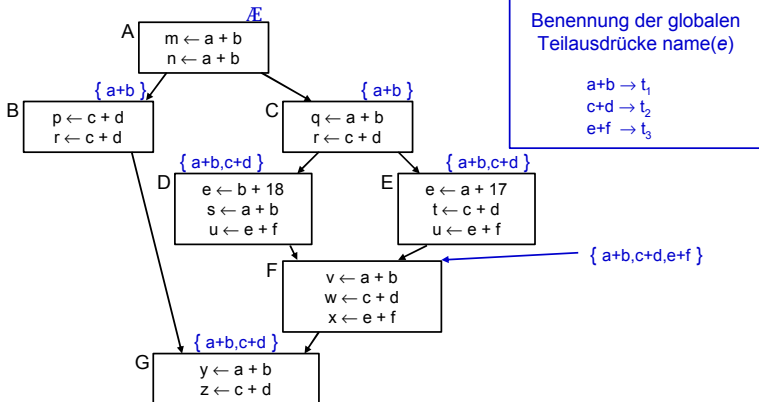 Æ
A
m ← a + b
n ← a + b
Benennung der globalen
Teilausdrücke name(e)
a+b → t1
c+d → t2
e+f → t3
{ a+b }
B
p ← c + d
r ← c + d
{ a+b }
C
q ← a + b
r ← c + d
{ a+b,c+d }
D
e ← b + 18
s ← a + b
u ← e + f
{ a+b,c+d }
E
e ← a + 17
t ← c + d
u ← e + f
{ a+b,c+d,e+f }
F
v ← a + b
w ← c + d
x ← e + f
{ a+b,c+d }
G
y ← a + b
z ← c + d